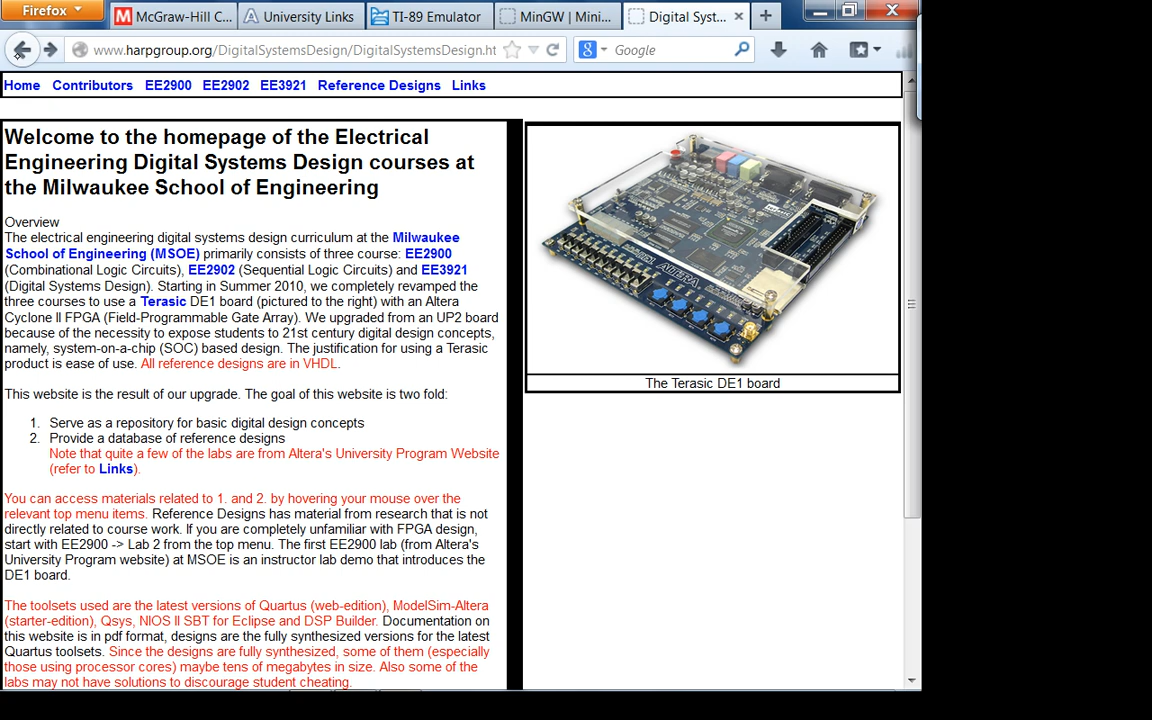 Firefox
McGraw-Hill C...
University Links
TI-89 Emulator
MinGW | Mini...
Digital Syst...
www.harpgroup.org/DigitalSystemsDesign/DigitalSystemsDesign.ht
Google
Home Contributors EE2900 EE2902 EE3921 Reference Designs Links
Welcome to the homepage of the Electrical
Engineering Digital Systems Design courses at
the Milwaukee School of Engineering
Overview
The electrical engineering digital systems design curriculum at the Milwaukee
School of Engineering (MSOE) primarily consists of three course: EE2900
(Combinational Logic Circuits), EE2902 (Sequential Logic Circuits) and EE3921
(Digital Systems Design). Starting in Summer 2010, we completely revamped the
three courses to use a Terasic DE1 board (pictured to the right) with an Altera
Cyclone II FPGA (Field-Programmable Gate Array). We upgraded from an UP2 board
because of the necessity to expose students to 21st century digital design concepts,
namely, system-on-a-chip (SOC) based design. The justification for using a Terasic
product is ease of use. All reference designs are in VHDL.
This website is the result of our upgrade. The goal of this website is two fold:
1. Serve as a repository for basic digital design concepts
2. Provide a database of reference designs
Note that quite a few of the labs are from Altera's University Program Website
(refer to Links).
You can access materials related to 1. and 2. by hovering your mouse over the
relevant top menu items. Reference Designs has material from research that is not
directly related to course work. If you are completely unfamiliar with FPGA design,
start with EE2900 -> Lab 2 from the top menu. The first EE2900 lab (from Altera's
University Program website) at MSOE is an instructor lab demo that introduces the
DE1 board.
The toolsets used are the latest versions of Quartus (web-edition), ModelSim-Altera
(starter-edition), Qsys, NIOS II SBT for Eclipse and DSP Builder. Documentation on
this website is in pdf format, designs are the fully synthesized versions for the latest
Quartus toolsets. Since the designs are fully synthesized, some of them (especially
those using processor cores) maybe tens of megabytes in size. Also some of the
labs may not have solutions to discourage student cheating.
ALTERA
The Terasic DE1 board